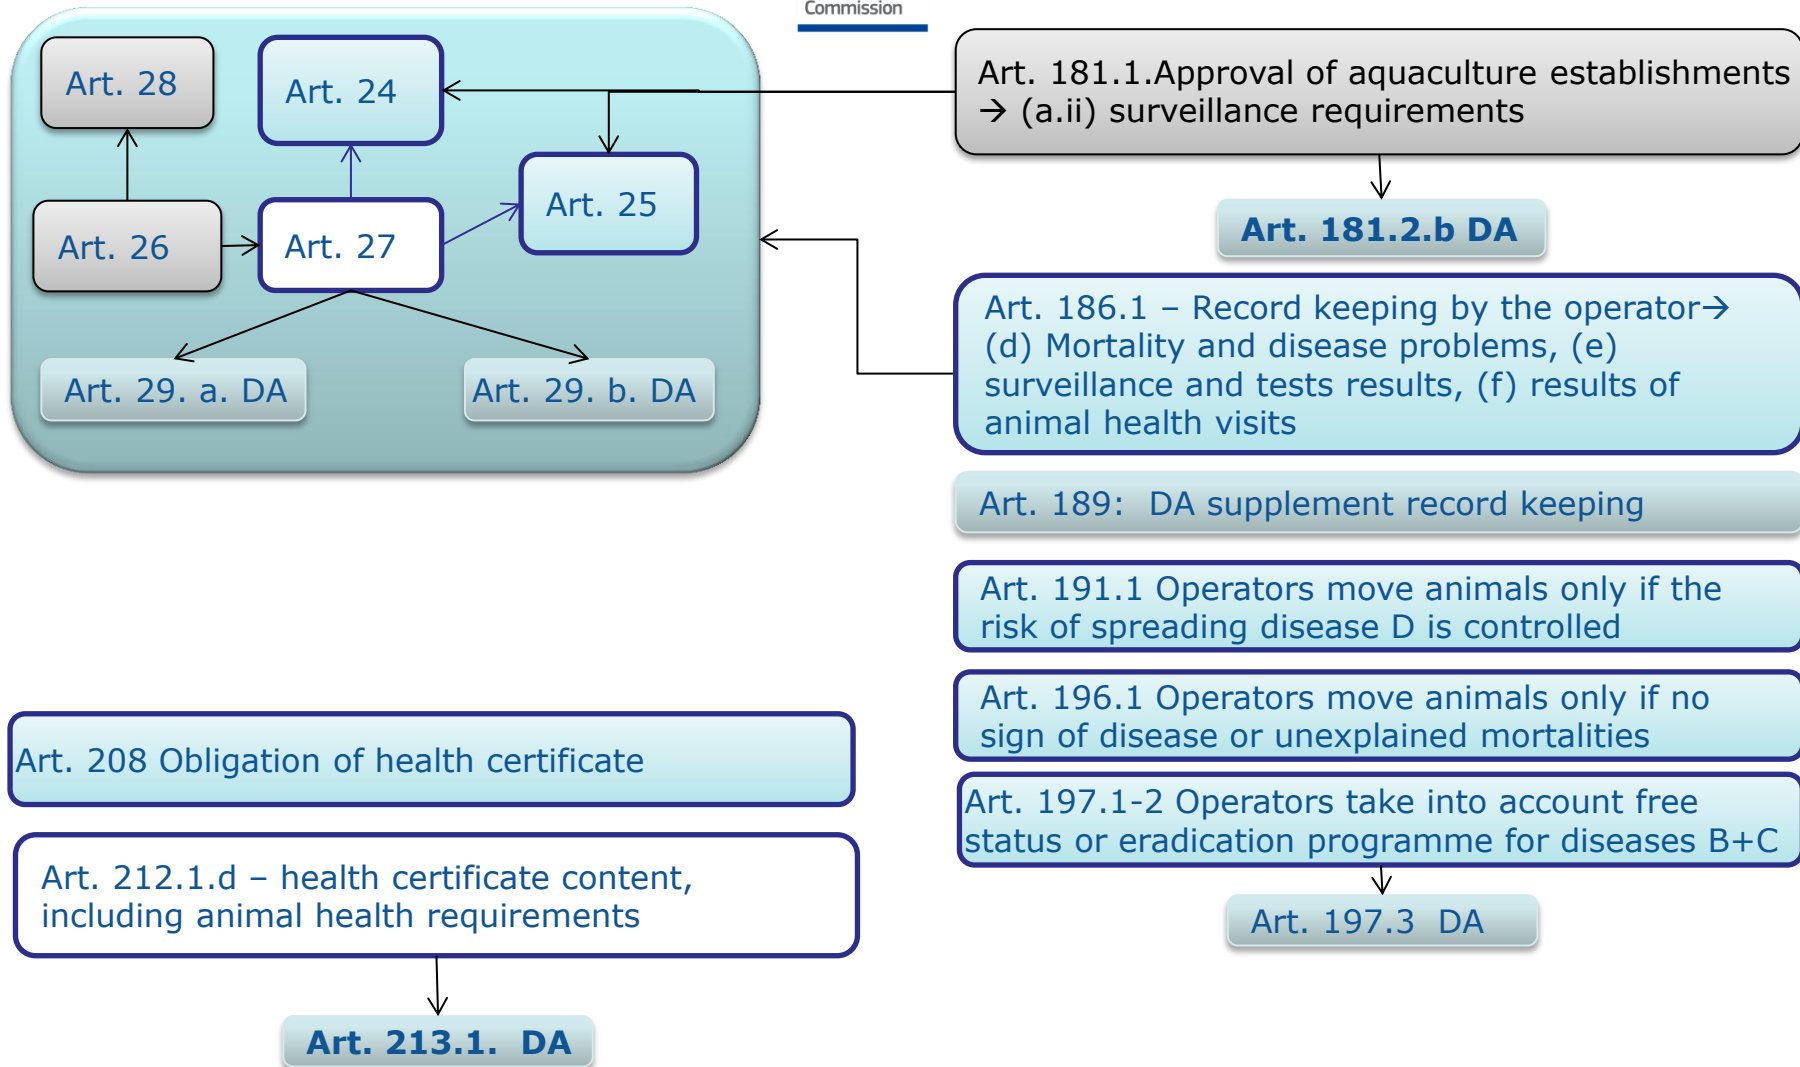 Commission
Art. 28
Art. 24
Art. 25
Art. 26
Art. 27
Art. 29. a. DA
Art. 29. b. DA
Art. 181.1.Approval of aquaculture establishments
→ (a.ii) surveillance requirements
Art. 181.2.b DA
Art. 186.1 – Record keeping by the operator→
(d) Mortality and disease problems, (e)
surveillance and tests results, (f) results of
animal health visits
Art. 189:  DA supplement record keeping
Art. 191.1 Operators move animals only if the
risk of spreading disease D is controlled
Art. 196.1 Operators move animals only if no
sign of disease or unexplained mortalities
Art. 197.1-2 Operators take into account free
status or eradication programme for diseases B+C
Art. 197.3  DA
Art. 208 Obligation of health certificate
Art. 212.1.d – health certificate content,
including animal health requirements
Art. 213.1.  DA